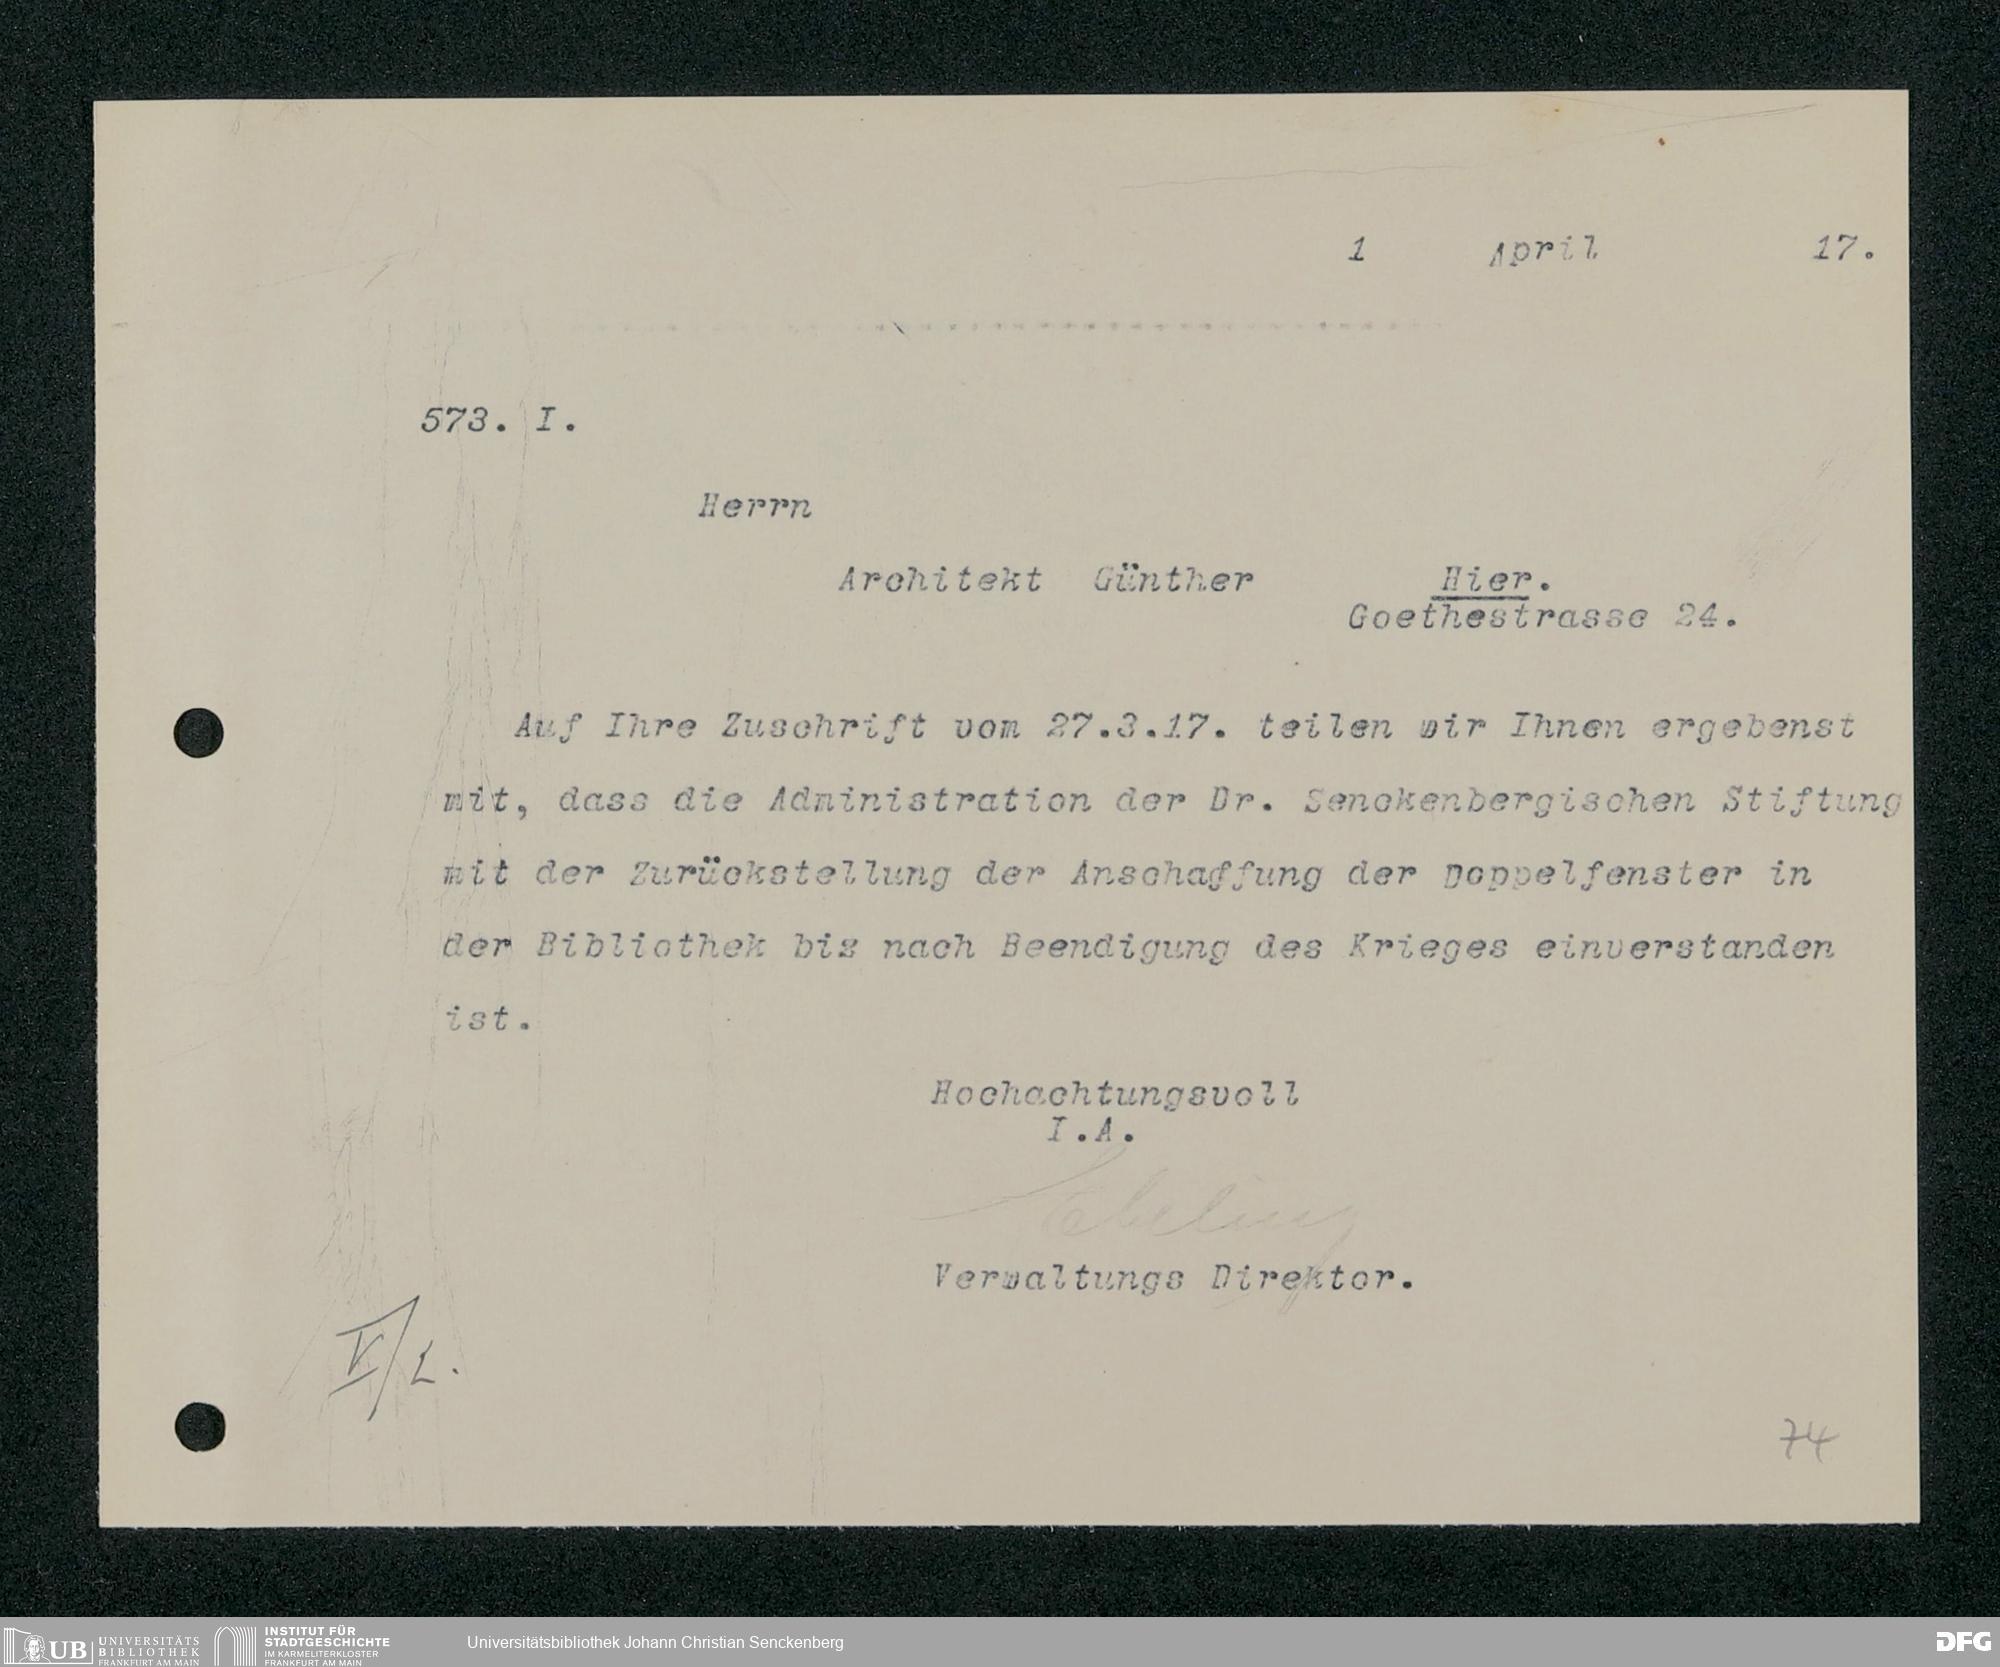 1 April 17.
573. I.
Herrn
Architekt Günther Hier.
Goethestrasse 24.
Auf Ihre Zuschrift vom 27.3.17. teilen wir Ihnen ergebenst
mit, dass die Administration der Dr. Senckenbergischen Stiftung
mit der Zurückstellung der Anschaffung der Doppelfenster in
der Bibliothek bis nach Beendigung des Krieges einverstanden
ist.
Hochachtungsvoll
I.A.
Ebeling
Verwaltungs Direktor.
74
UB UNIVERSITÄTS
BIBLIOTHEK
FRANKFURT AM MAIN
INSTITUT FÜR
STADTGESCHICHTE
IM KARMELITERKLOSTER
FRANKFURT AM MAIN
Universitätsbibliothek Johann Christian Senckenberg
DFG